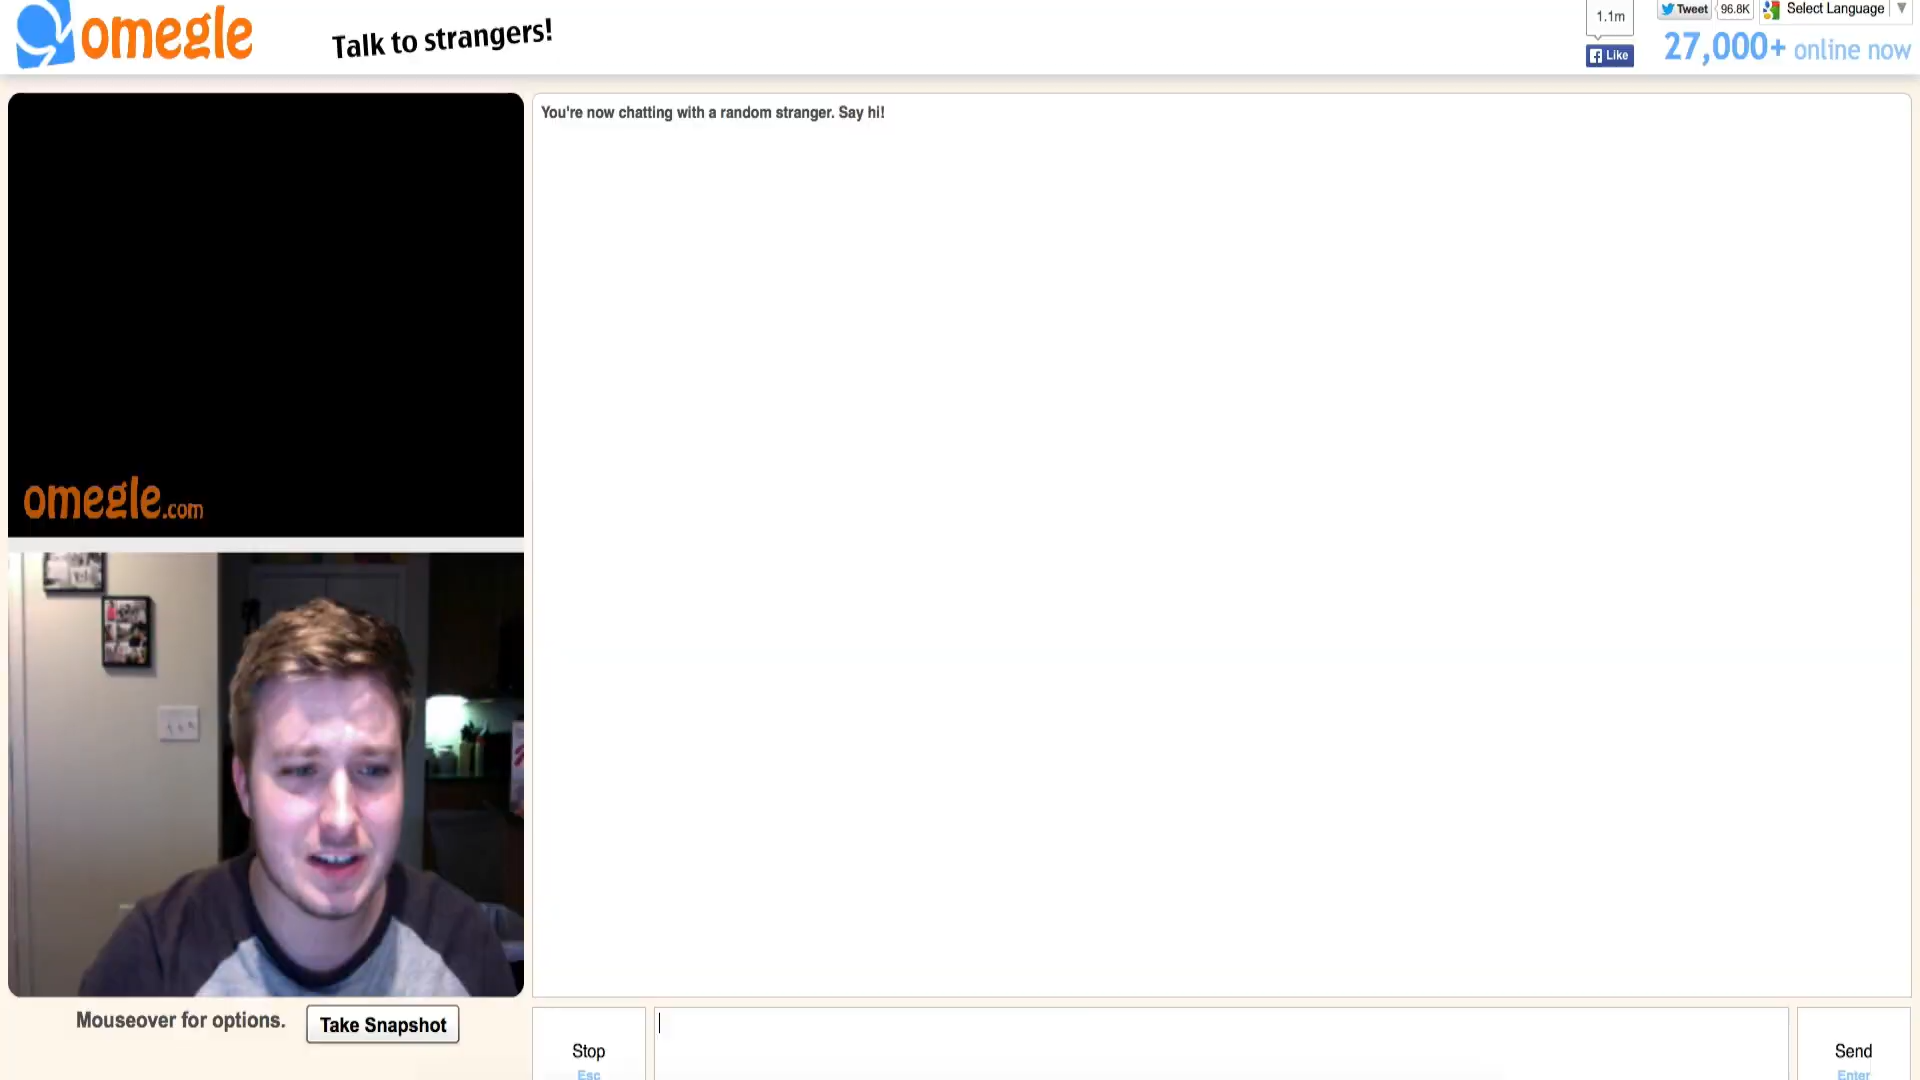 omegle
Talk to strangers!
1.1m
Like
Tweet
96.8K
Select Language
27,000+ online now
You're now chatting with a random stranger. Say hi!
omegle.com
Mouseover for options.
Take Snapshot
Stop
Esc
Send
Enter